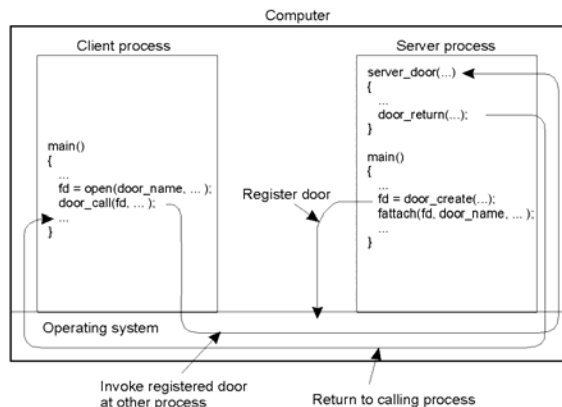 Computer
Client process
Server process
server_door(...)
{
...
door_return(...);
}
main()
{
...
fd = door_create(...);
fattach(fd, door_name, ... );
...
}
main()
{
...
fd = open(door_name, ... );
door_call(fd, ... );
...
}
Register door
Operating system
Invoke registered door
at other process
Return to calling process